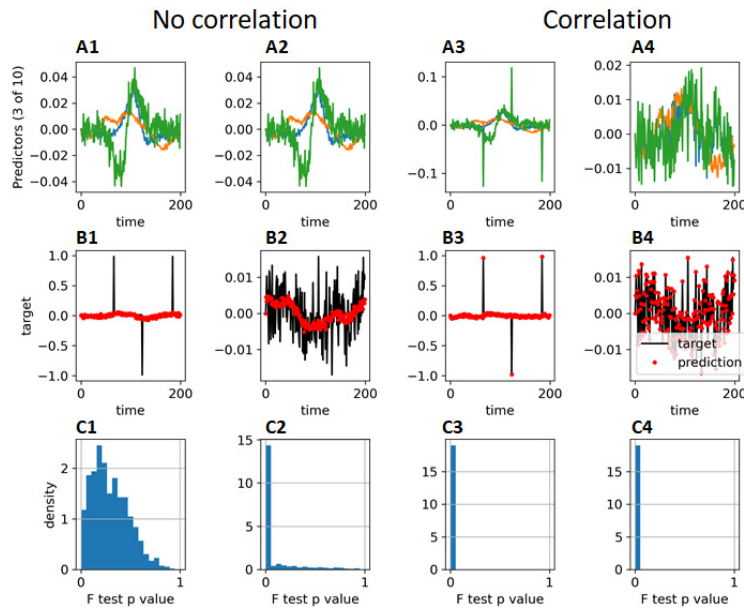 No correlation Correlation
A1 A2 A3 A4
Predictors (3 of 10)
0.04 0.02 0.00 −0.02 −0.04
0.04 0.02 0.00 −0.02 −0.04
0.1 0.0 −0.1
0.02 0.01 0.00 −0.01
0 200 0 200 0 200 0 200
time time time time
B1 B2 B3 B4
target
1.0 0.5 0.0 −0.5 −1.0
0.01 0.00 −0.01
1.0 0.5 0.0 −0.5 −1.0
0.01 0.00 −0.01
target
prediction
0 200 0 200 0 200 0 200
time time time time
C1 C2 C3 C4
density
2 1 0
15 10 5 0
15 10 5 0
15 10 5 0
0 1 0 1 0 1 0 1
F test p value F test p value F test p value F test p value